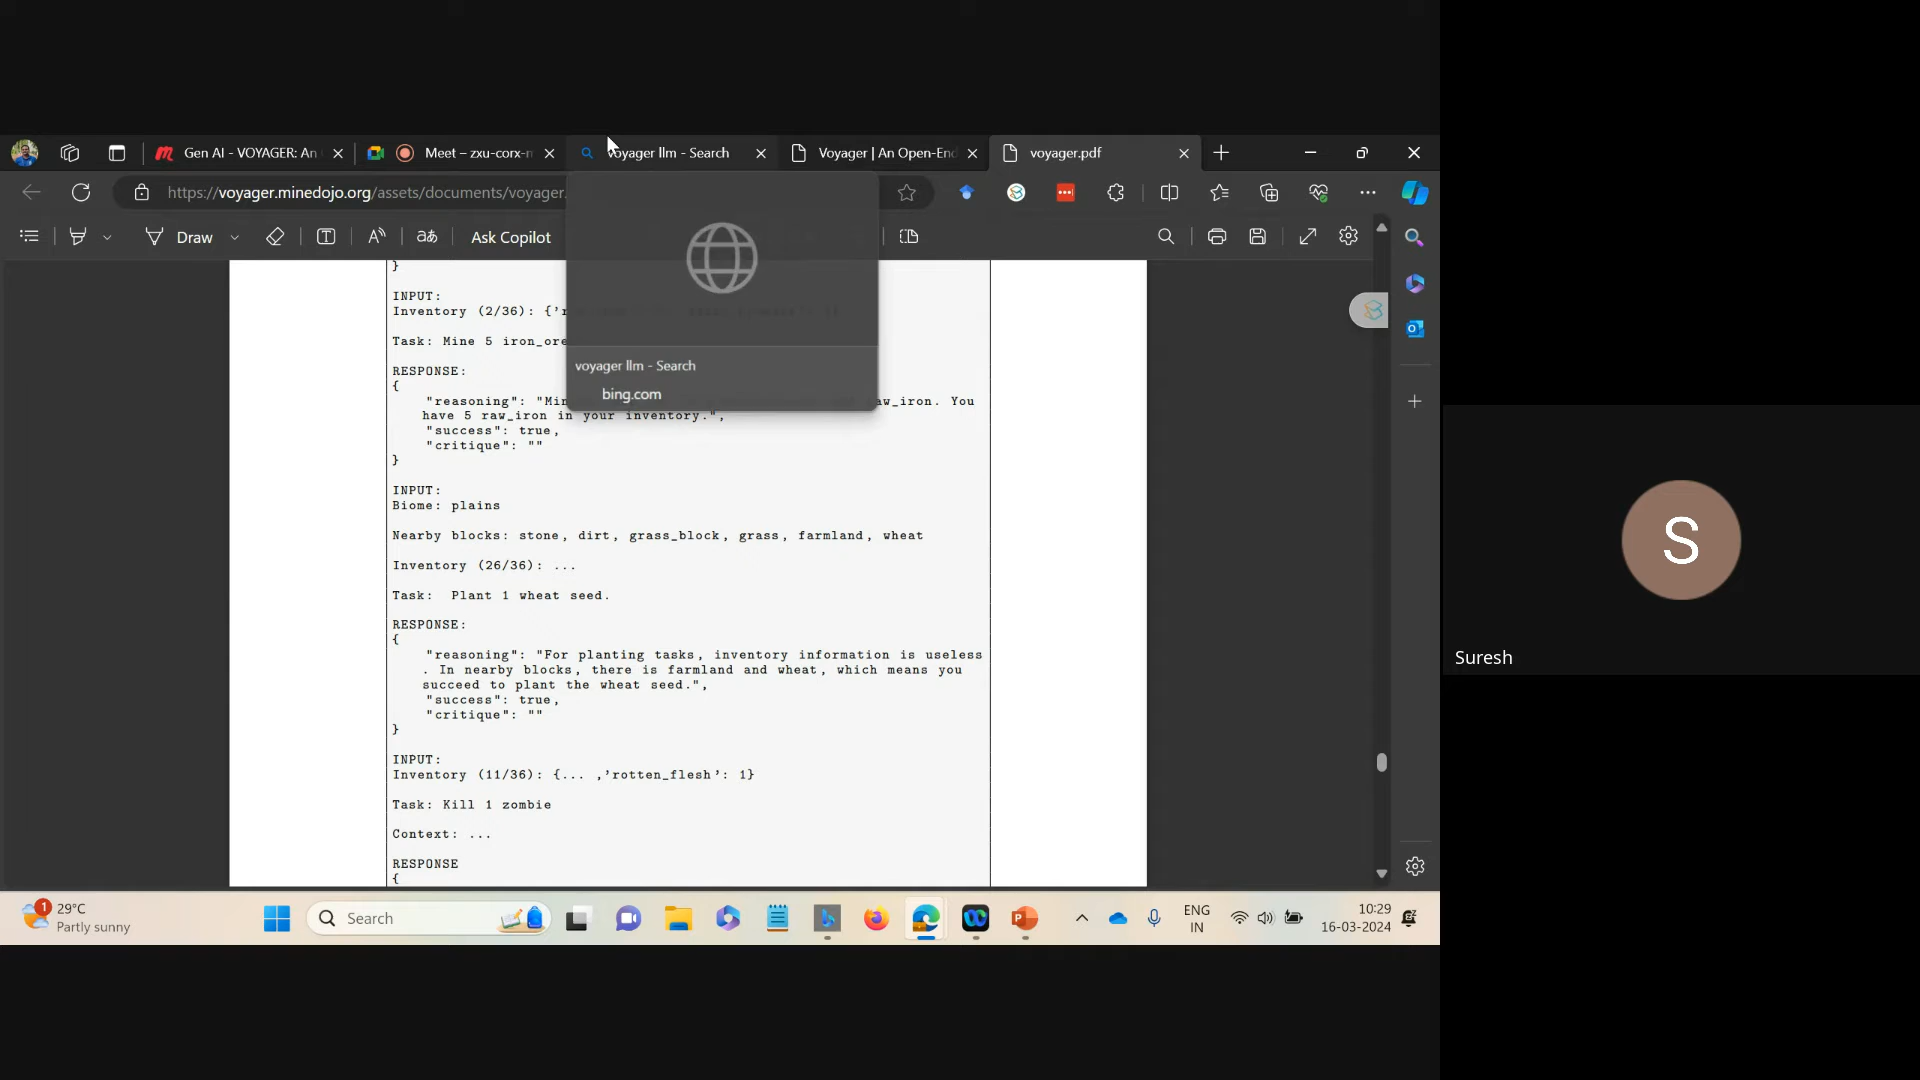 Gen AI - VOYAGER: An
Meet – zxu-corx-
voyager llm - Search
Voyager | An Open-En
voyager.pdf
https://voyager.minedojo.org/assets/documents/voyager.
Draw
Ask Copilot
voyager llm - Search
bing.com
}
INPUT:
Inventory (2/36): {'
Task: Mine 5 iron_ore
RESPONSE:
{
"reasoning": "Min aw_iron. You
have 5 raw_iron in your inventory.",
"success": true,
"critique": ""
}
INPUT:
Biome: plains
Nearby blocks: stone, dirt, grass_block, grass, farmland, wheat
Inventory (26/36): ...
Task:  Plant 1 wheat seed.
RESPONSE:
{
"reasoning": "For planting tasks, inventory information is useless
. In nearby blocks, there is farmland and wheat, which means you
succeed to plant the wheat seed.",
"success": true,
"critique": ""
}
INPUT:
Inventory (11/36): {... ,'rotten_flesh': 1}
Task: Kill 1 zombie
Context: ...
RESPONSE
{
S
Suresh
1
29°C
Partly sunny
Search
ENG
IN
10:29
16-03-2024